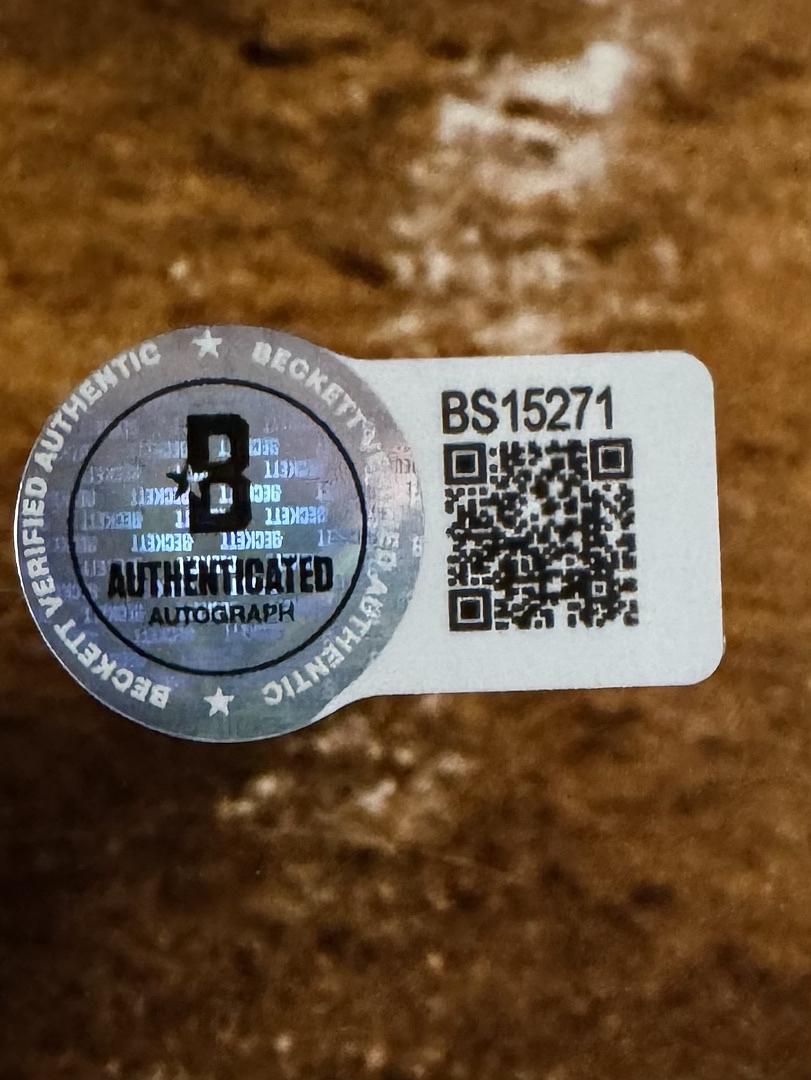 BECKETT VERIFIED AUTHENTIC ★ BECKETT VERIFIED AUTHENTIC ★
B
AUTHENTICATED
AUTOGRAPH
BS15271